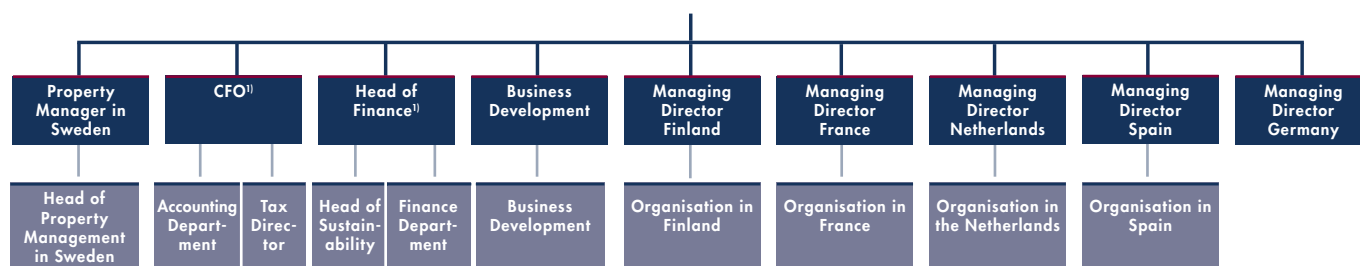 Property
Manager in
Sweden
CFO¹⁾
Head of
Finance¹⁾
Business
Development
Managing
Director
Finland
Managing
Director
France
Managing
Director
Netherlands
Managing
Director
Spain
Managing
Director
Germany
Head of
Property
Management
in Sweden
Accounting
Depart-
ment
Tax
Direc-
tor
Head of
Sustain-
ability
Finance
Depart-
ment
Business
Development
Organisation in
Finland
Organisation in
France
Organisation in
the Netherlands
Organisation in
Spain